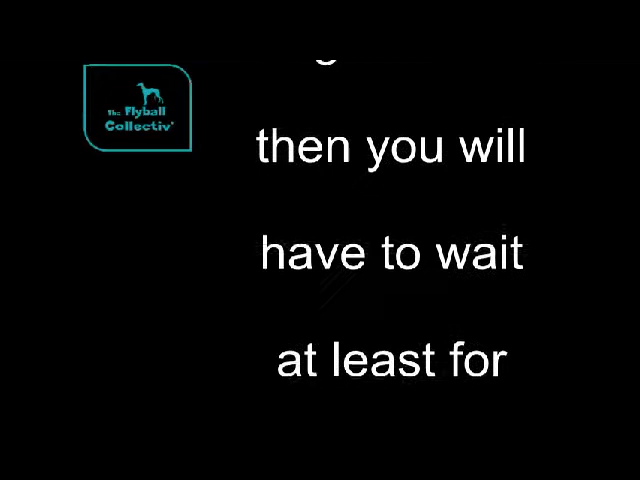 The Flyball
Collectiv'
then you will
have to wait
at least for